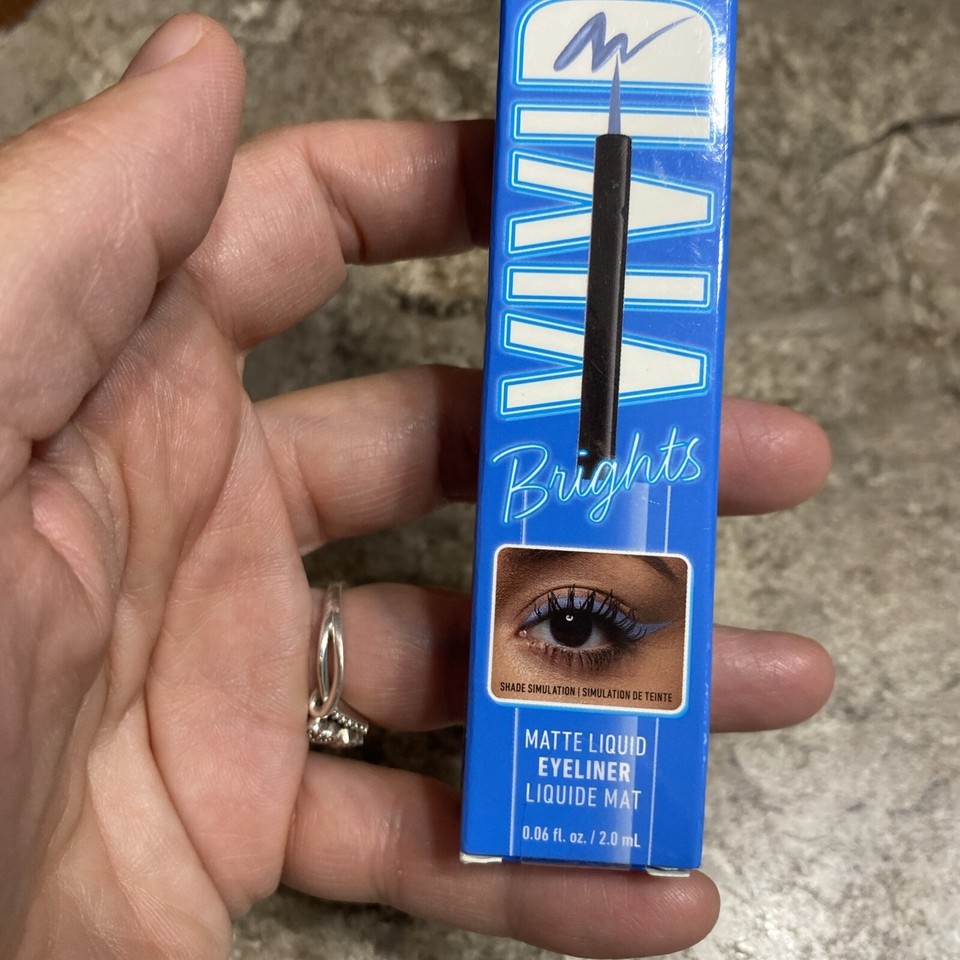 VIVID
Brights
SHADE SIMULATION | SIMULATION DE TEINTE
MATTE LIQUID
EYELINER
LIQUIDE MAT
0.06 fl. oz. / 2.0 mL